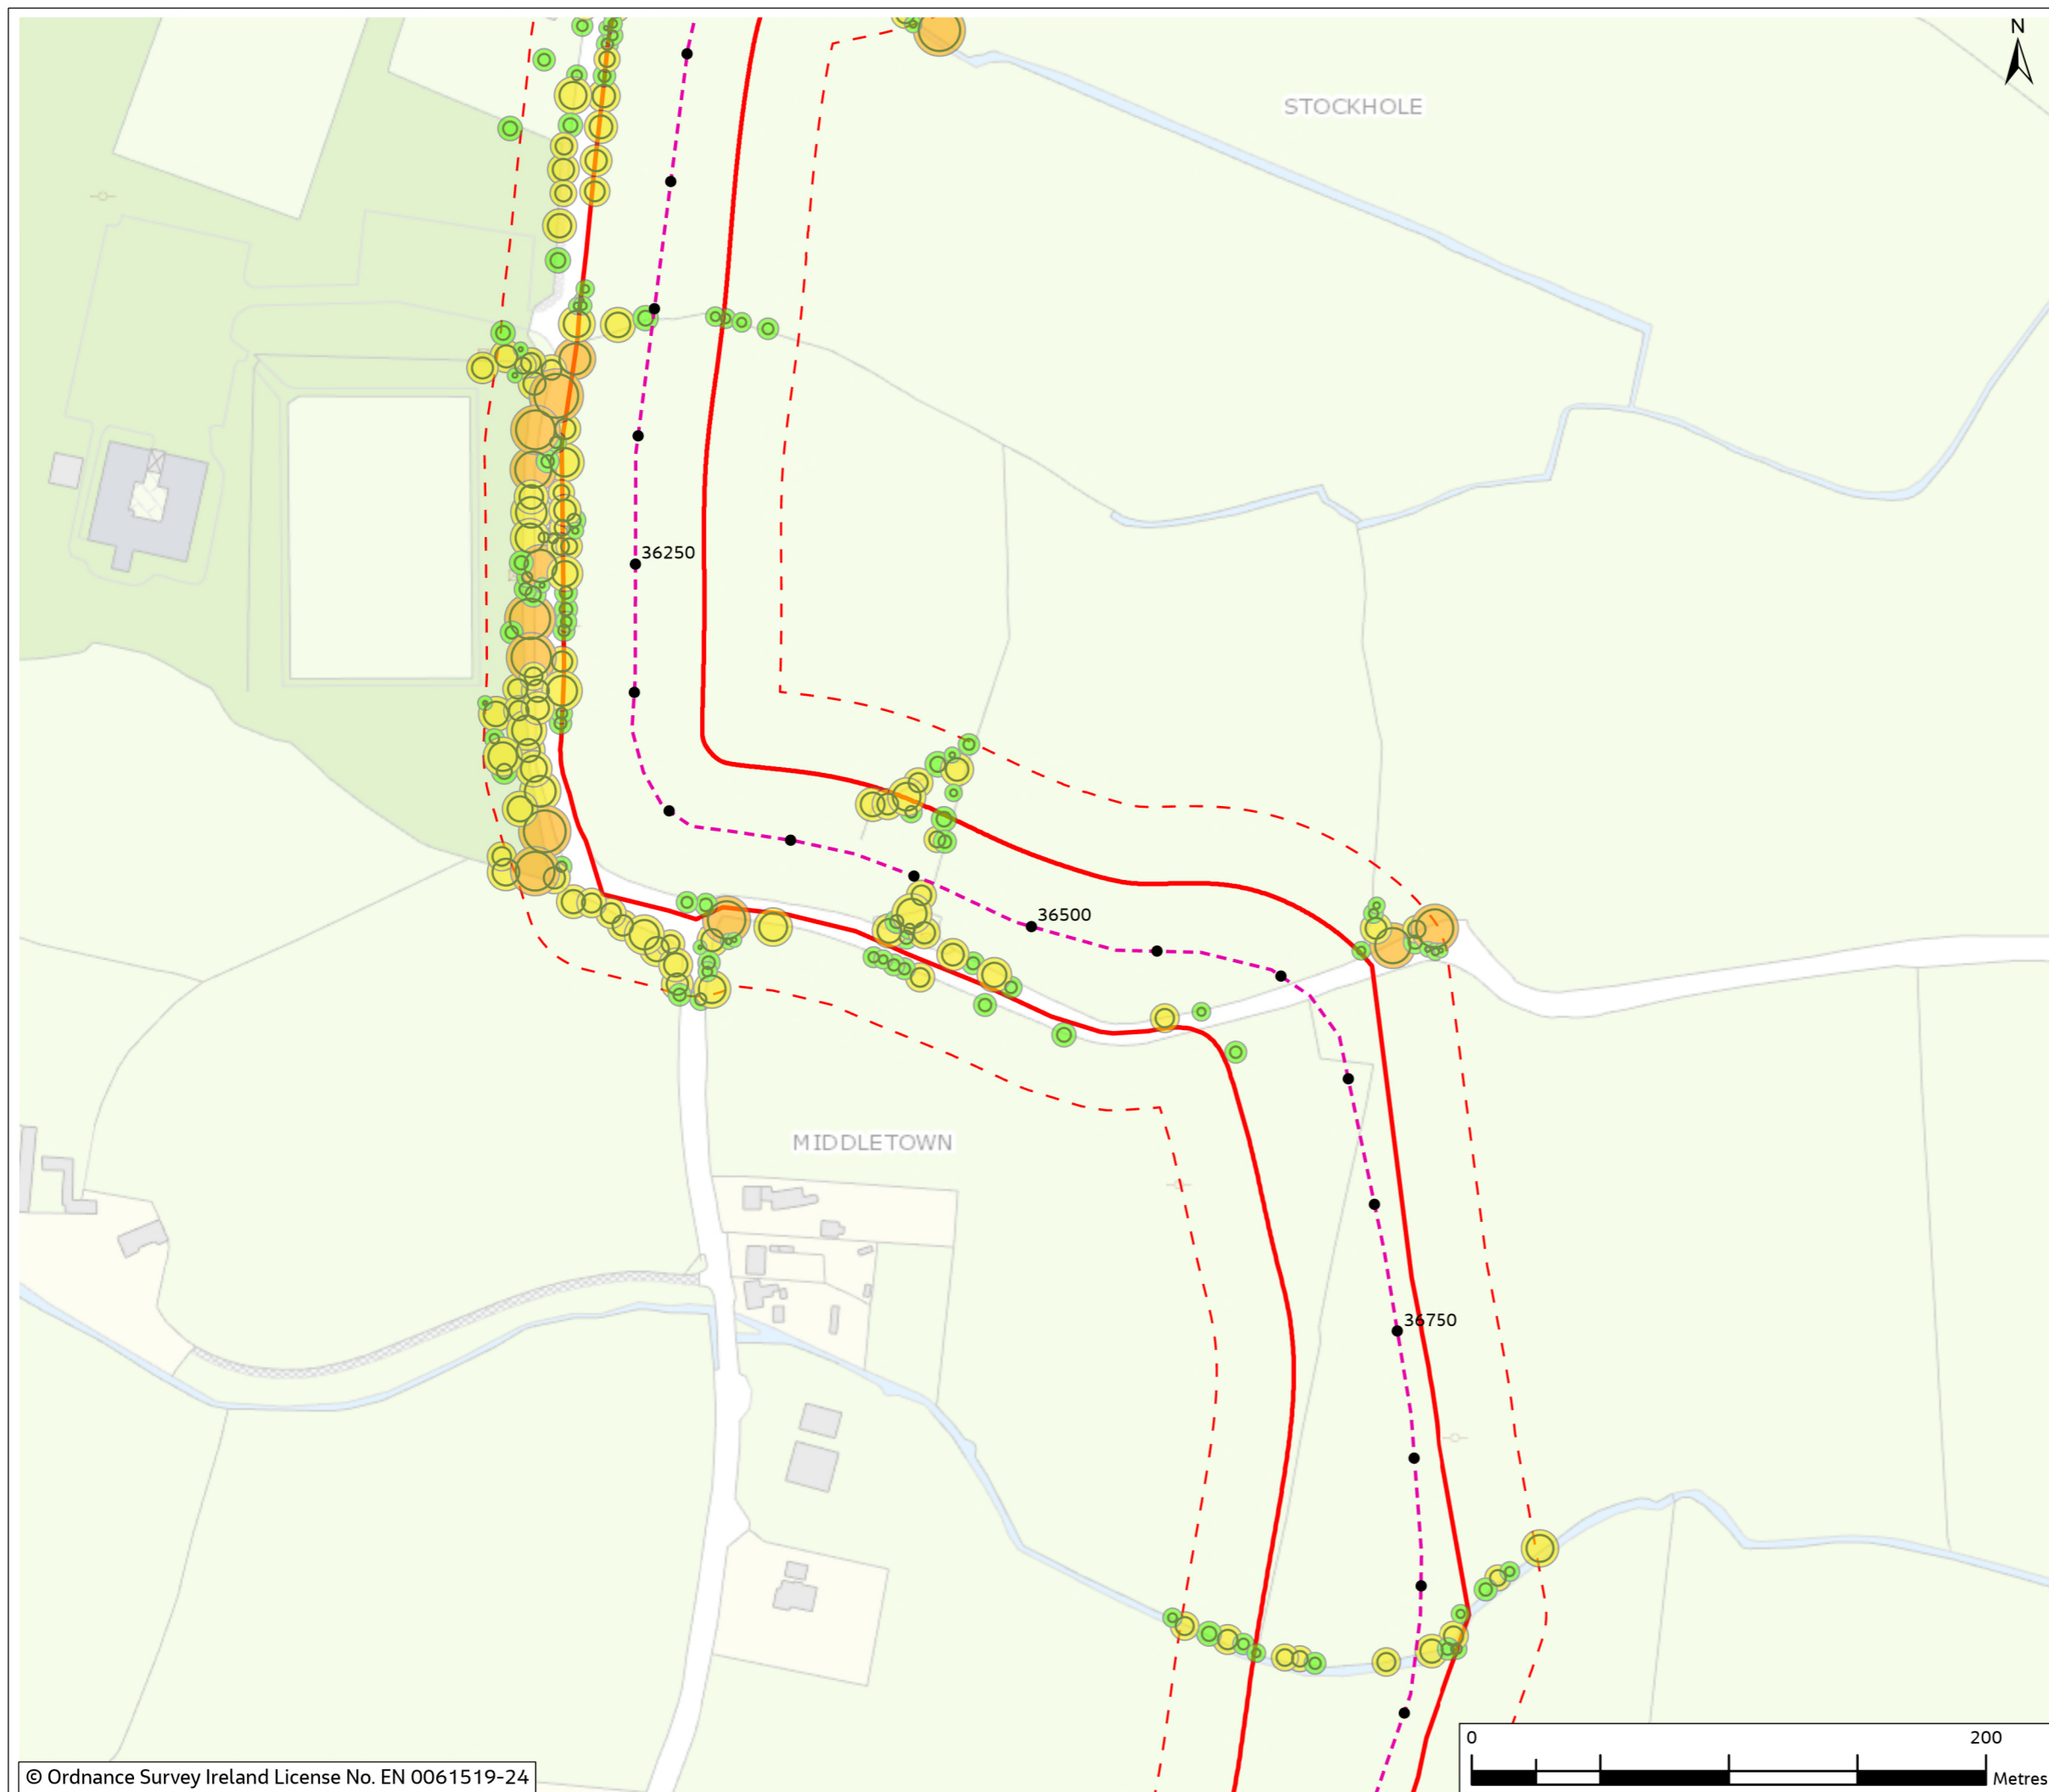 N
STOCKHOLE
36250
36500
MIDDLETOWN
36750
0 200
Metres
© Ordnance Survey Ireland License No. EN 0061519-24